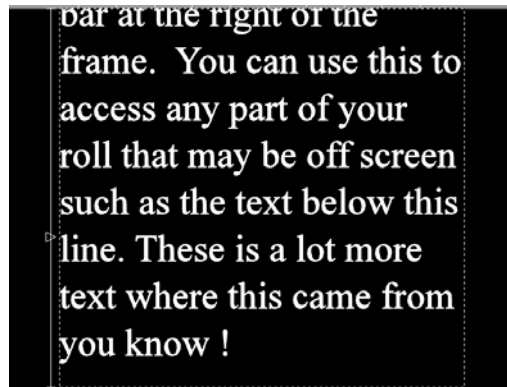 bar at the right of the
frame.  You can use this to
access any part of your
roll that may be off screen
such as the text below this
line. These is a lot more
text where this came from
you know !